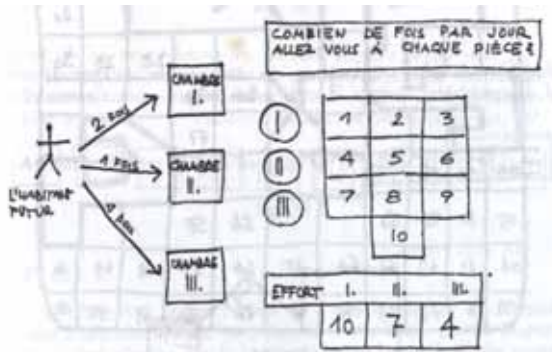 COMBIEN DE FOIS PAR JOUR
ALLEZ VOUS À CHAQUE PIÈCE?
CHAMBRE
I.
2 FOIS
I
1 2 3
1 FOIS
CHAMBRE
II.
II
4 5 6
L'HABITANT
FUTUR
III
7 8 9
FOIS
10
CHAMBRE
III.
EFFORT I. II. III.
10 7 4